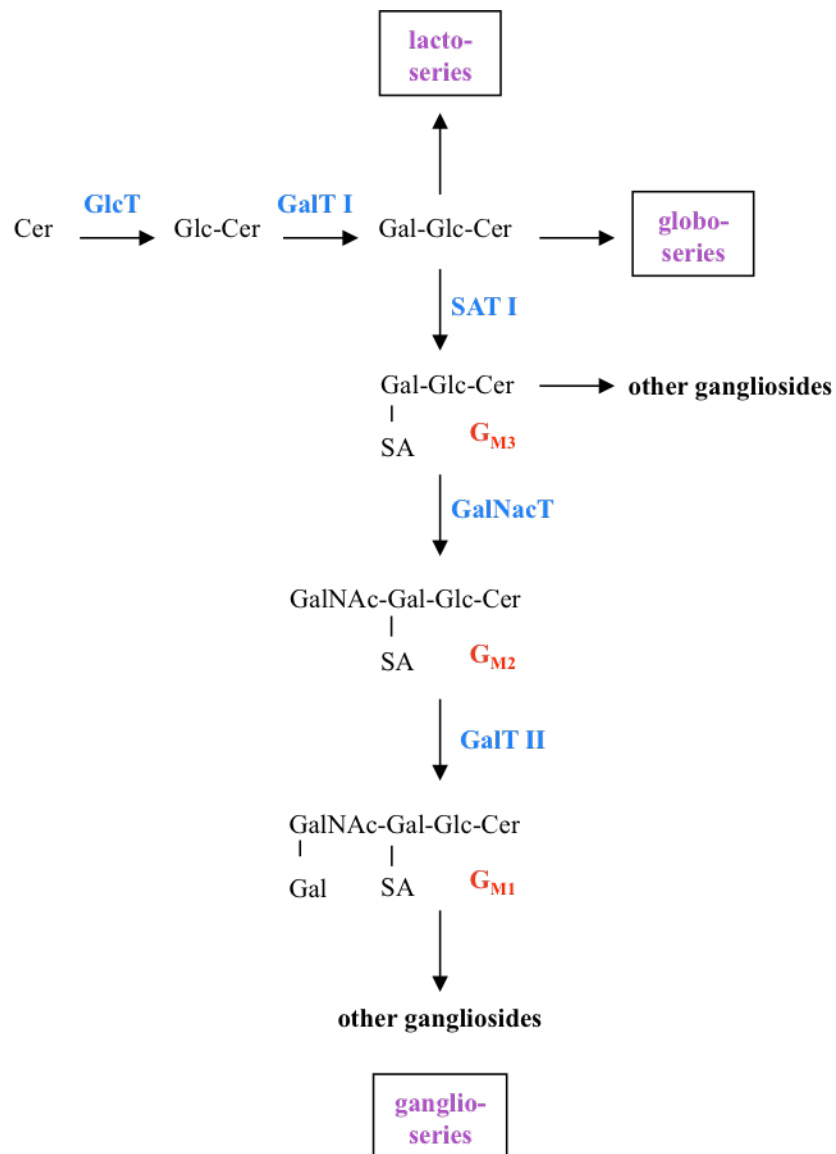 lacto-
series
GlcT
GalT I
Cer
Glc-Cer
Gal-Glc-Cer
globo-
series
SAT I
Gal-Glc-Cer
other gangliosides
SA
GM3
GalNacT
GalNAc-Gal-Glc-Cer
SA
GM2
GalT II
GalNAc-Gal-Glc-Cer
Gal
SA
GM1
other gangliosides
ganglio-
series